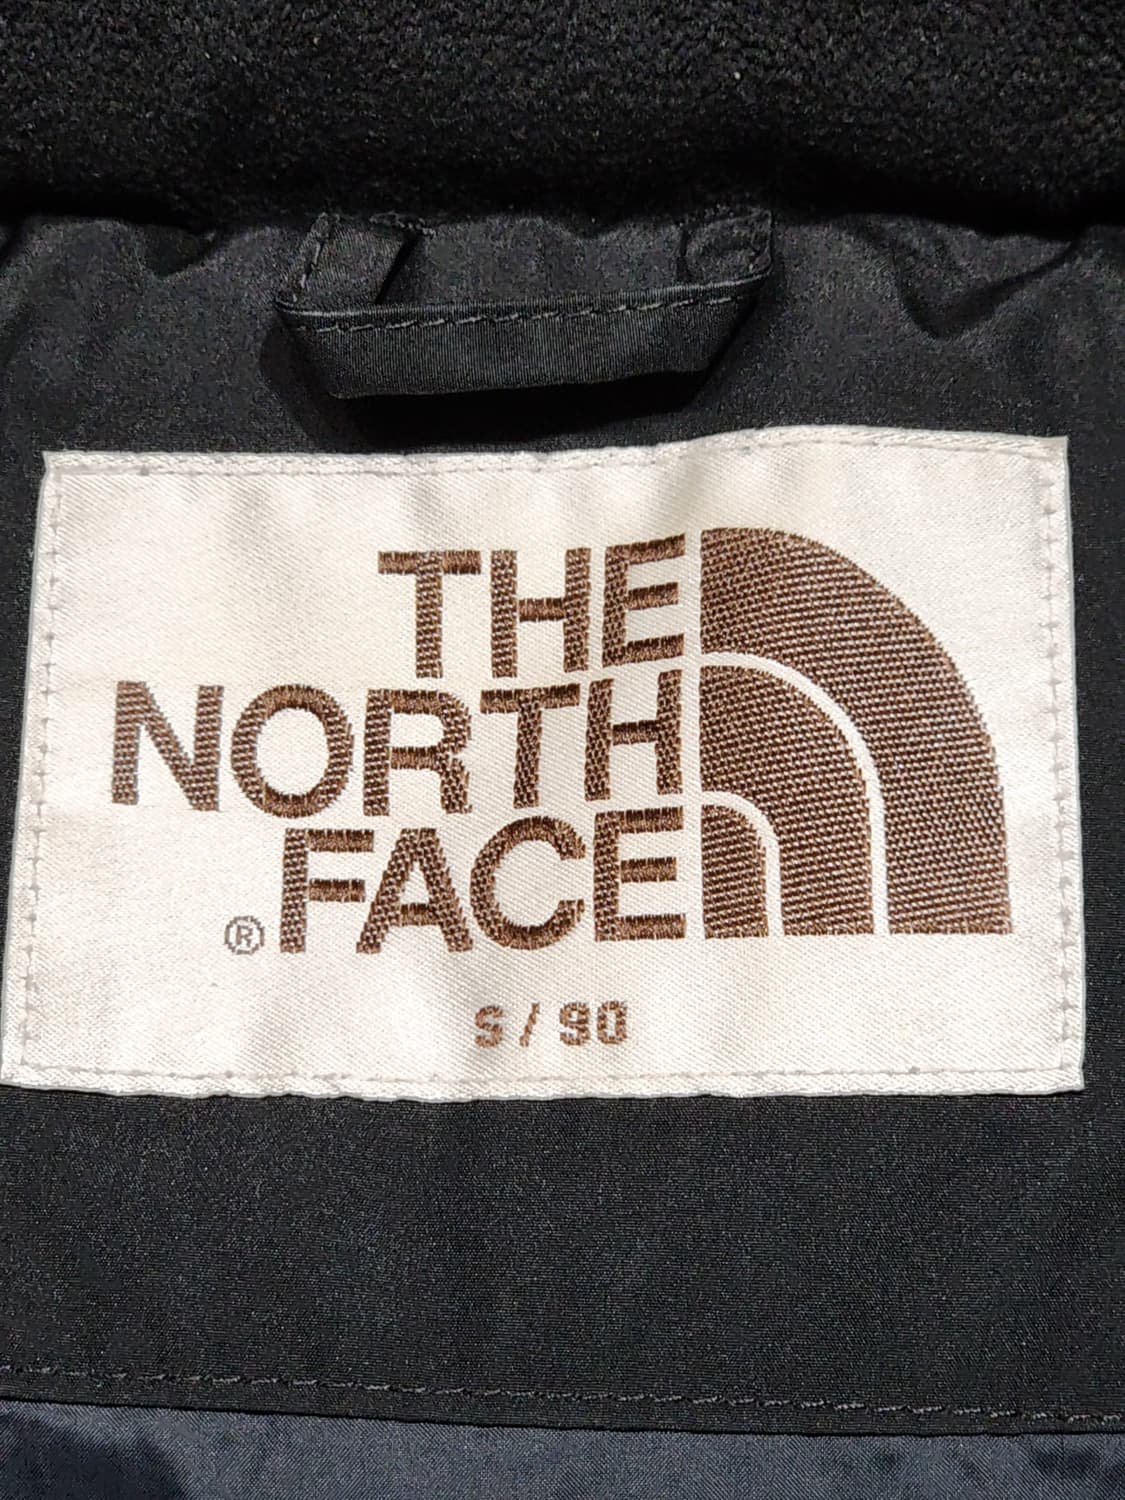 THE
NORTH
FACE
®
S / 90